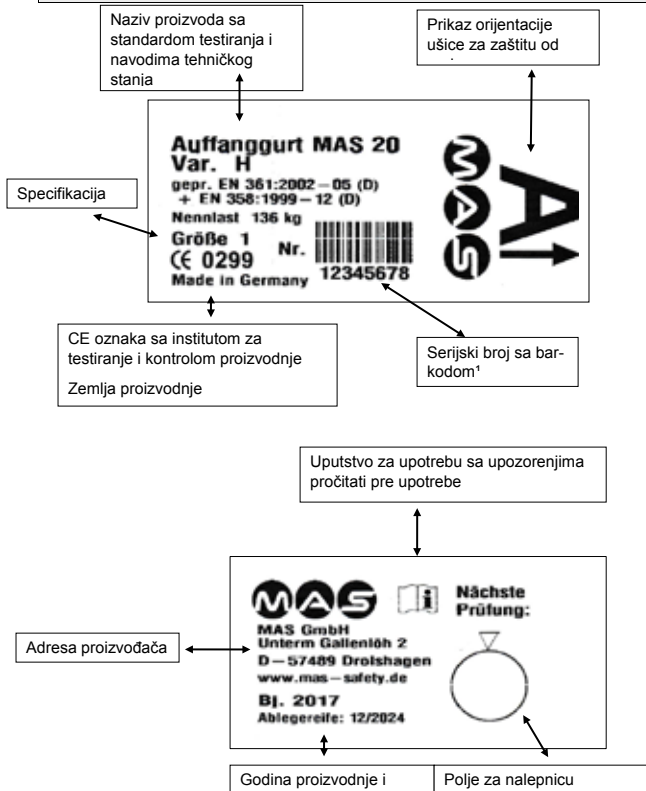 Naziv proizvoda sa
standardom testiranja i
navodima tehničkog
stanja
Prikaz orijentacije
ušice za zaštitu od
Auffanggurt MAS 20
Var. H
gepr. EN 361:2002–05 (D)
+ EN 358:1999–12 (D)
Nennlast 136 kg
Größe 1
CE 0299
Made in Germany
Nr.
12345678
MAS
A
Specifikacija
CE oznaka sa institutom za
testiranje i kontrolom proizvodnje
Zemlja proizvodnje
Serijski broj sa bar-
kodom¹
Uputstvo za upotrebu sa upozorenjima
pročitati pre upotrebe
MAS
i
Nächste
Prüfung:
MAS GmbH
Unterm Gallenlöh 2
D–57489 Drolshagen
www.mas–safety.de
Bj. 2017
Ablegereife: 12/2024
Adresa proizvođača
Godina proizvodnje i
Polje za nalepnicu